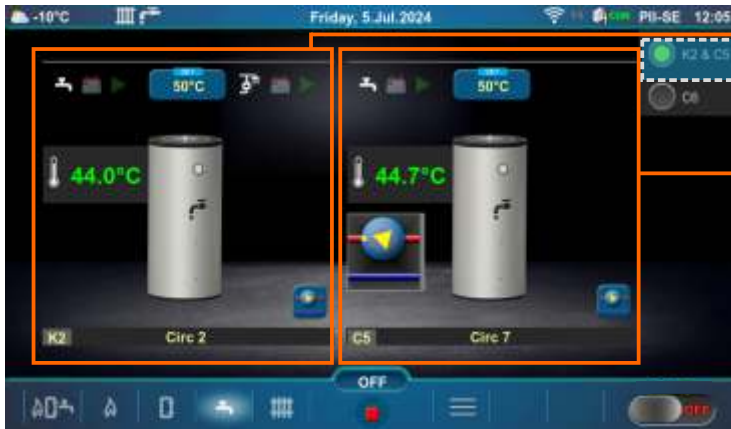 -10°C Friday, 5.Jul.2024 PII-SE 12:05
K2 & C5
C6
50°C
50°C
44.0°C
44.7°C
K2 Circ 2
C5 Circ 7
OFF
OFF